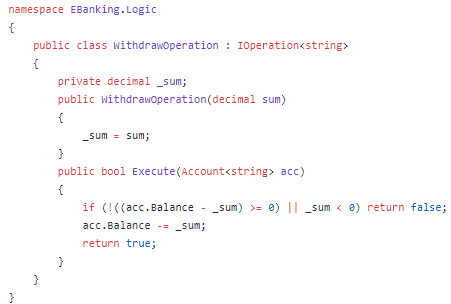 namespace EBanking.Logic
{
    public class WithdrawOperation : IOperation<string>
    {
        private decimal _sum;
        public WithdrawOperation(decimal sum)
        {
            _sum = sum;
        }
        public bool Execute(Account<string> acc)
        {
            if (!((acc.Balance - _sum) >= 0) || _sum < 0) return false;
            acc.Balance -= _sum;
            return true;
        }
    }
}